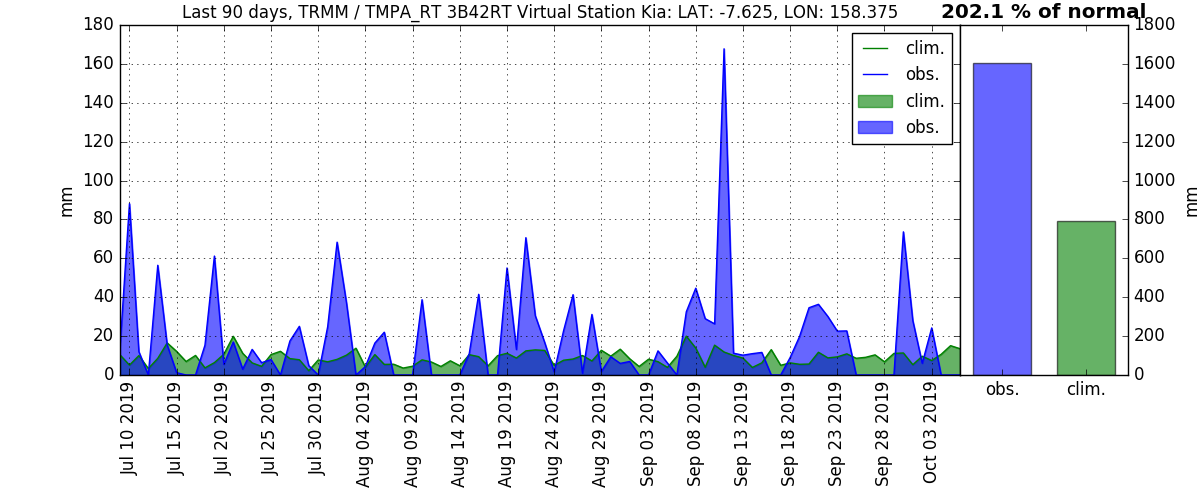 Last 90 days, TRMM / TMPA_RT 3B42RT Virtual Station Kia: LAT: -7.625, LON: 158.375
202.1 % of normal
clim.
obs.
clim.
obs.
180
160
140
120
100
80
60
40
20
0
mm
1800
1600
1400
1200
1000
800
600
400
200
0
mm
Jul 10 2019
Jul 15 2019
Jul 20 2019
Jul 25 2019
Jul 30 2019
Aug 04 2019
Aug 09 2019
Aug 14 2019
Aug 19 2019
Aug 24 2019
Aug 29 2019
Sep 03 2019
Sep 08 2019
Sep 13 2019
Sep 18 2019
Sep 23 2019
Sep 28 2019
Oct 03 2019
obs.
clim.